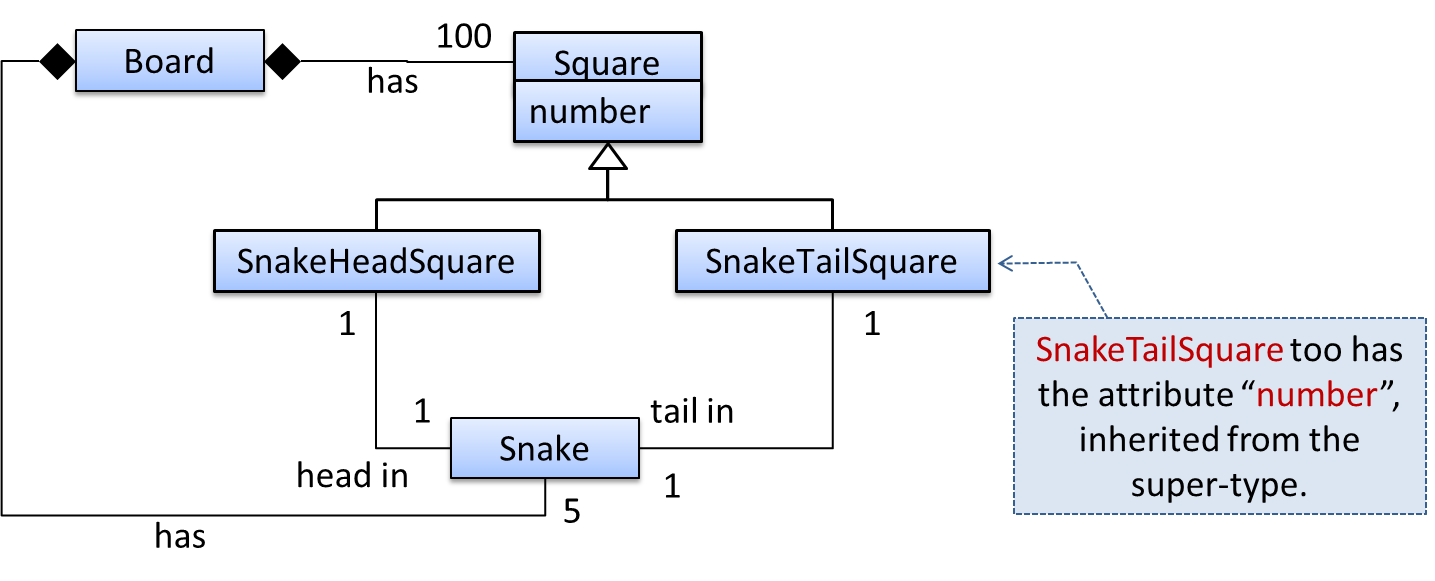 Board
100
has
Square
number
SnakeHeadSquare
SnakeTailSquare
1
1
SnakeTailSquare too has
the attribute “number”,
inherited from the
super-type.
1
tail in
Snake
head in
1
5
has